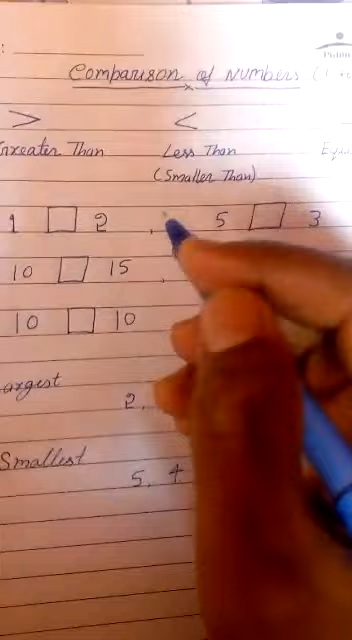 :
Comparison of Numbers (
> <
Greater Than Less Than
(Smaller Than)
1 □ 2 , 5 □ 3
10 □ 15 ,
10 □ 10
argest
2,
Smallest
5, 4